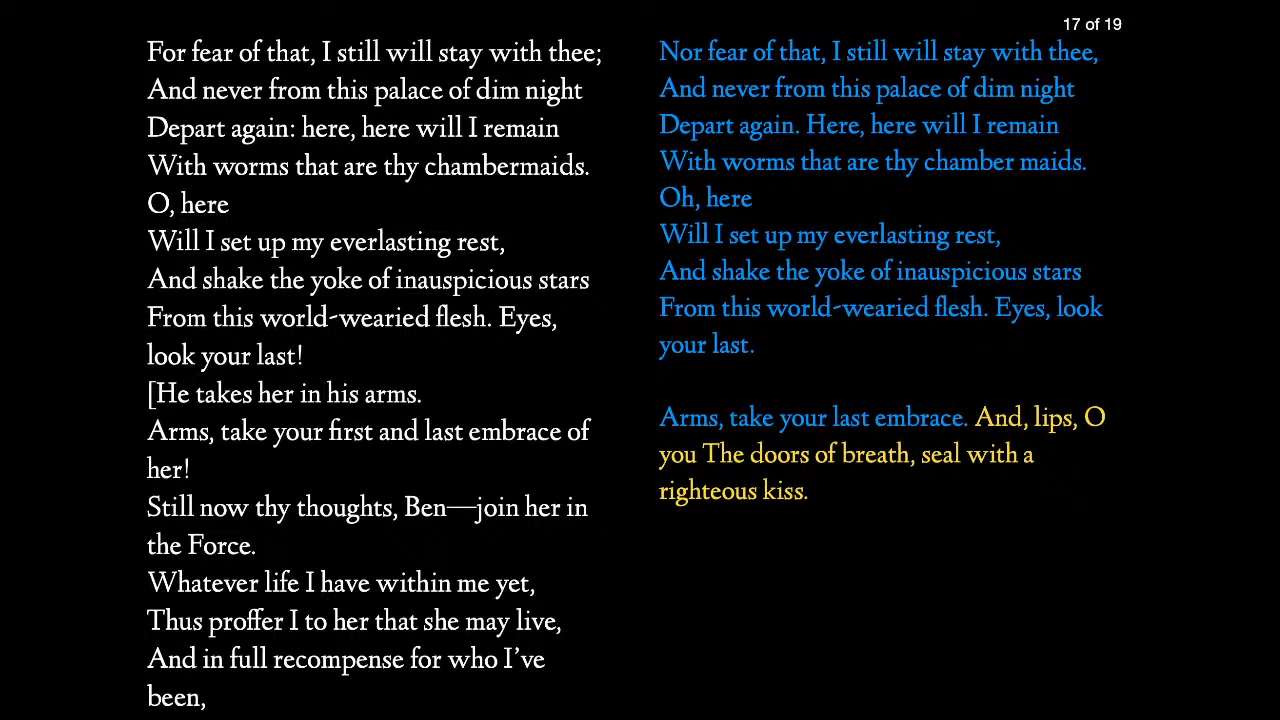 17 of 19
For fear of that, I still will stay with thee;
And never from this palace of dim night
Depart again: here, here will I remain
With worms that are thy chambermaids.
O, here
Will I set up my everlasting rest,
And shake the yoke of inauspicious stars
From this world-wearied flesh. Eyes,
look your last!
[He takes her in his arms.
Arms, take your first and last embrace of
her!
Still now thy thoughts, Ben—join her in
the Force.
Whatever life I have within me yet,
Thus proffer I to her that she may live,
And in full recompense for who I’ve
been,
Nor fear of that, I still will stay with thee,
And never from this palace of dim night
Depart again. Here, here will I remain
With worms that are thy chamber maids.
Oh, here
Will I set up my everlasting rest,
And shake the yoke of inauspicious stars
From this world-wearied flesh. Eyes, look
your last.
Arms, take your last embrace. And, lips, O
you The doors of breath, seal with a
righteous kiss.